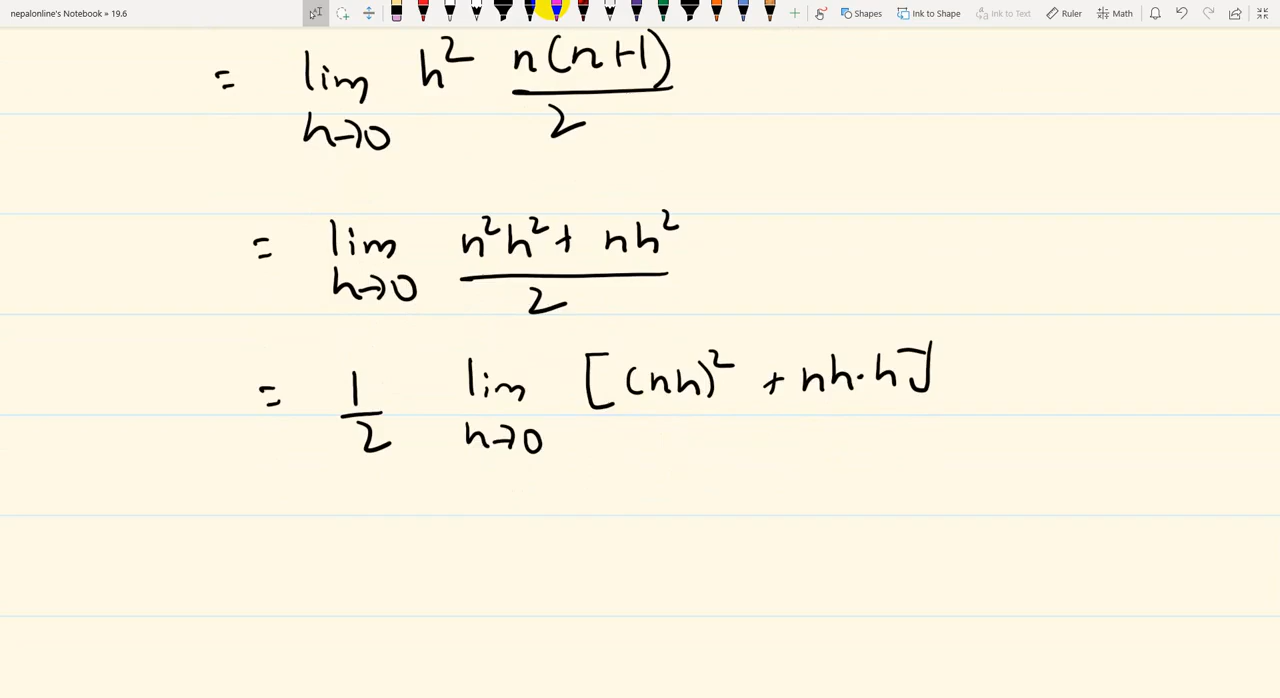 nepalonline's Notebook » 19.6 Shapes Ink to Shape Ink to Text Ruler Math
= lim h→0 h² n(n+1)/2
= lim h→0 (n²h² + nh²)/2
= 1/2 lim h→0 [(nh)² + nh·h]